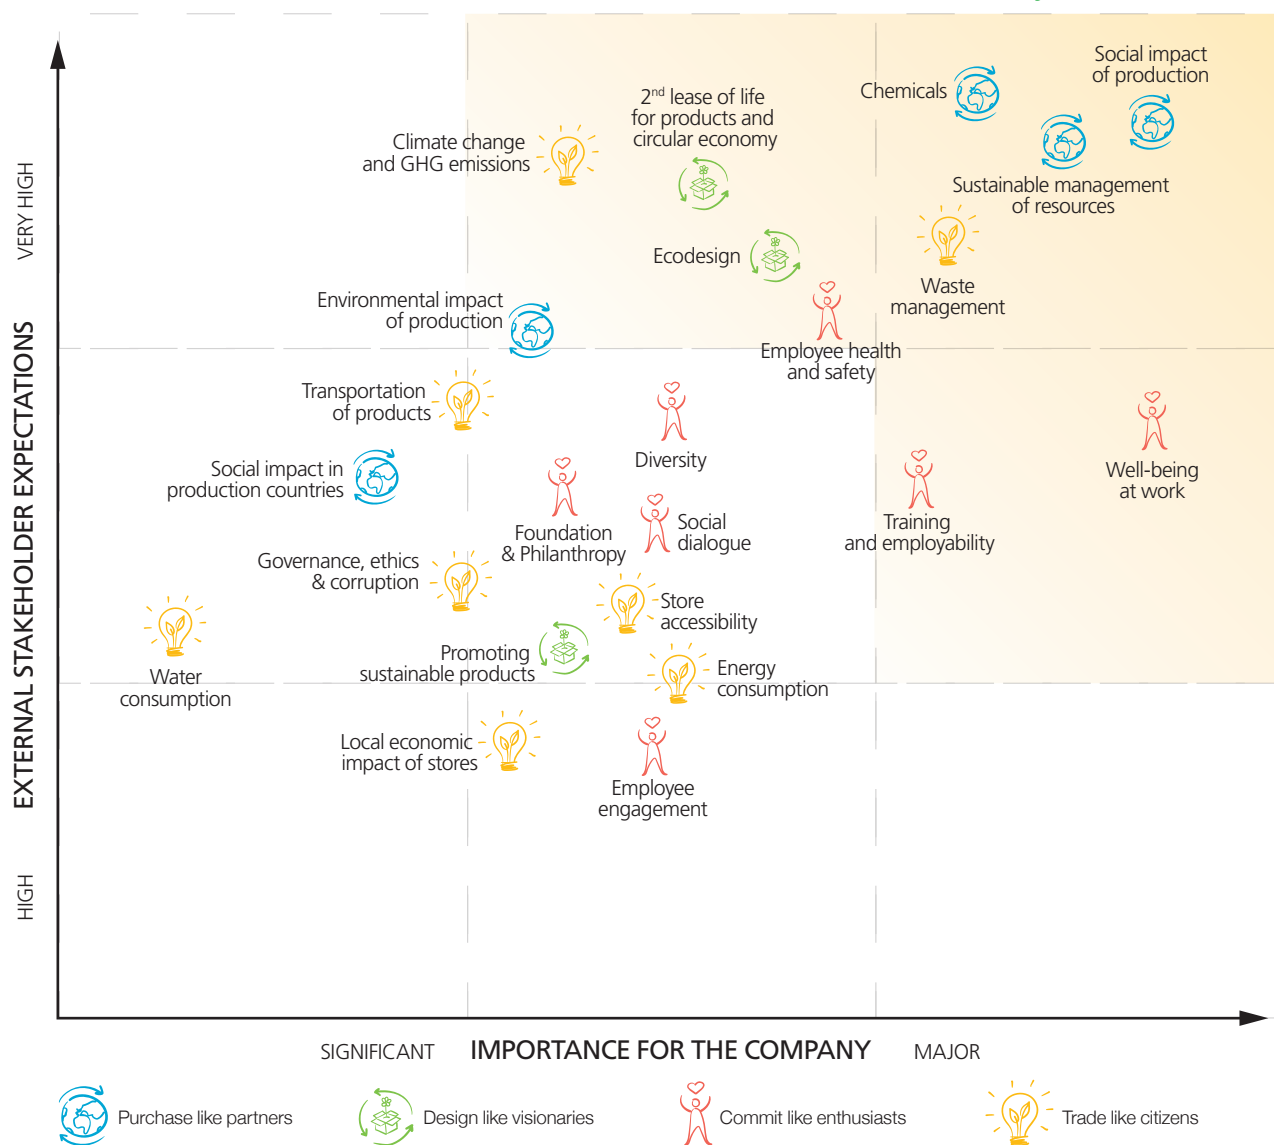 Social impact
of production
Chemicals
2nd lease of life
for products and
circular economy
Climate change
and GHG emissions
Sustainable management
of resources
Ecodesign
Waste
management
Environmental impact
of production
Employee health
and safety
Transportation
of products
Diversity
Well-being
at work
Social impact in
production countries
Training
and employability
Foundation
& Philanthropy
Social
dialogue
Governance, ethics
& corruption
Store
accessibility
Promoting
sustainable products
Energy
consumption
Water
consumption
Local economic
impact of stores
Employee
engagement
VERY HIGH
EXTERNAL STAKEHOLDER EXPECTATIONS
HIGH
SIGNIFICANT
IMPORTANCE FOR THE COMPANY
MAJOR
Purchase like partners
Design like visionaries
Commit like enthusiasts
Trade like citizens